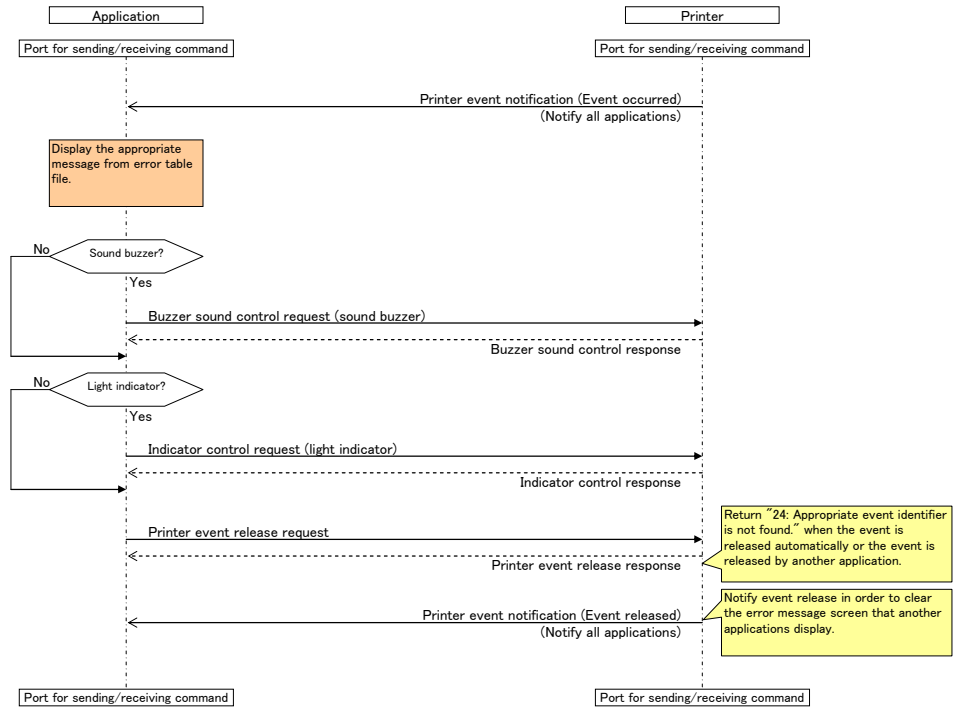 Application
Printer
Port for sending/receiving command
Port for sending/receiving command
Printer event notification (Event occurred)
(Notify all applications)
Display the appropriate
message from error table
file.
No
Sound buzzer?
Yes
Buzzer sound control request (sound buzzer)
Buzzer sound control response
No
Light indicator?
Yes
Indicator control request (light indicator)
Indicator control response
Printer event release request
Printer event release response
Return "24: Appropriate event identifier
is not found." when the event is
released automatically or the event is
released by another application.
Printer event notification (Event released)
(Notify all applications)
Notify event release in order to clear
the error message screen that another
applications display.
Port for sending/receiving command
Port for sending/receiving command